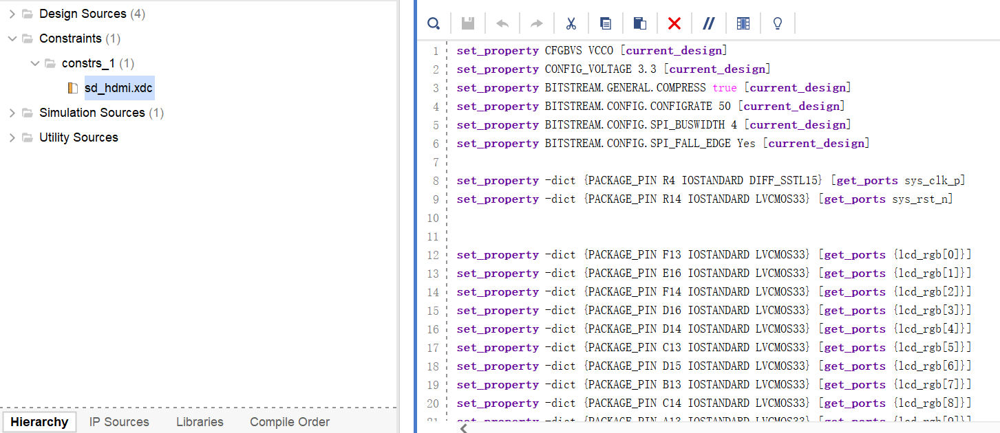 Design Sources (4)
Constraints (1)
constrs_1 (1)
sd_hdmi.xdc
Simulation Sources (1)
Utility Sources
Hierarchy IP Sources Libraries Compile Order
1 set_property CFGBVS VCCO [current_design]
2 set_property CONFIG_VOLTAGE 3.3 [current_design]
3 set_property BITSTREAM.GENERAL.COMPRESS true [current_design]
4 set_property BITSTREAM.CONFIG.CONFIGRATE 50 [current_design]
5 set_property BITSTREAM.CONFIG.SPI_BUSWIDTH 4 [current_design]
6 set_property BITSTREAM.CONFIG.SPI_FALL_EDGE Yes [current_design]
7
8 set_property -dict {PACKAGE_PIN R4 IOSTANDARD DIFF_SSTL15} [get_ports sys_clk_p]
9 set_property -dict {PACKAGE_PIN R14 IOSTANDARD LVCMOS33} [get_ports sys_rst_n]
10
11
12 set_property -dict {PACKAGE_PIN F13 IOSTANDARD LVCMOS33} [get_ports {lcd_rgb[0]}]
13 set_property -dict {PACKAGE_PIN E16 IOSTANDARD LVCMOS33} [get_ports {lcd_rgb[1]}]
14 set_property -dict {PACKAGE_PIN F14 IOSTANDARD LVCMOS33} [get_ports {lcd_rgb[2]}]
15 set_property -dict {PACKAGE_PIN D16 IOSTANDARD LVCMOS33} [get_ports {lcd_rgb[3]}]
16 set_property -dict {PACKAGE_PIN D14 IOSTANDARD LVCMOS33} [get_ports {lcd_rgb[4]}]
17 set_property -dict {PACKAGE_PIN C13 IOSTANDARD LVCMOS33} [get_ports {lcd_rgb[5]}]
18 set_property -dict {PACKAGE_PIN D15 IOSTANDARD LVCMOS33} [get_ports {lcd_rgb[6]}]
19 set_property -dict {PACKAGE_PIN B13 IOSTANDARD LVCMOS33} [get_ports {lcd_rgb[7]}]
20 set_property -dict {PACKAGE_PIN C14 IOSTANDARD LVCMOS33} [get_ports {lcd_rgb[8]}]
21 set_property -dict {PACKAGE_PIN A13 IOSTANDARD LVCMOS33} [get_ports {lcd_rgb[9]}]